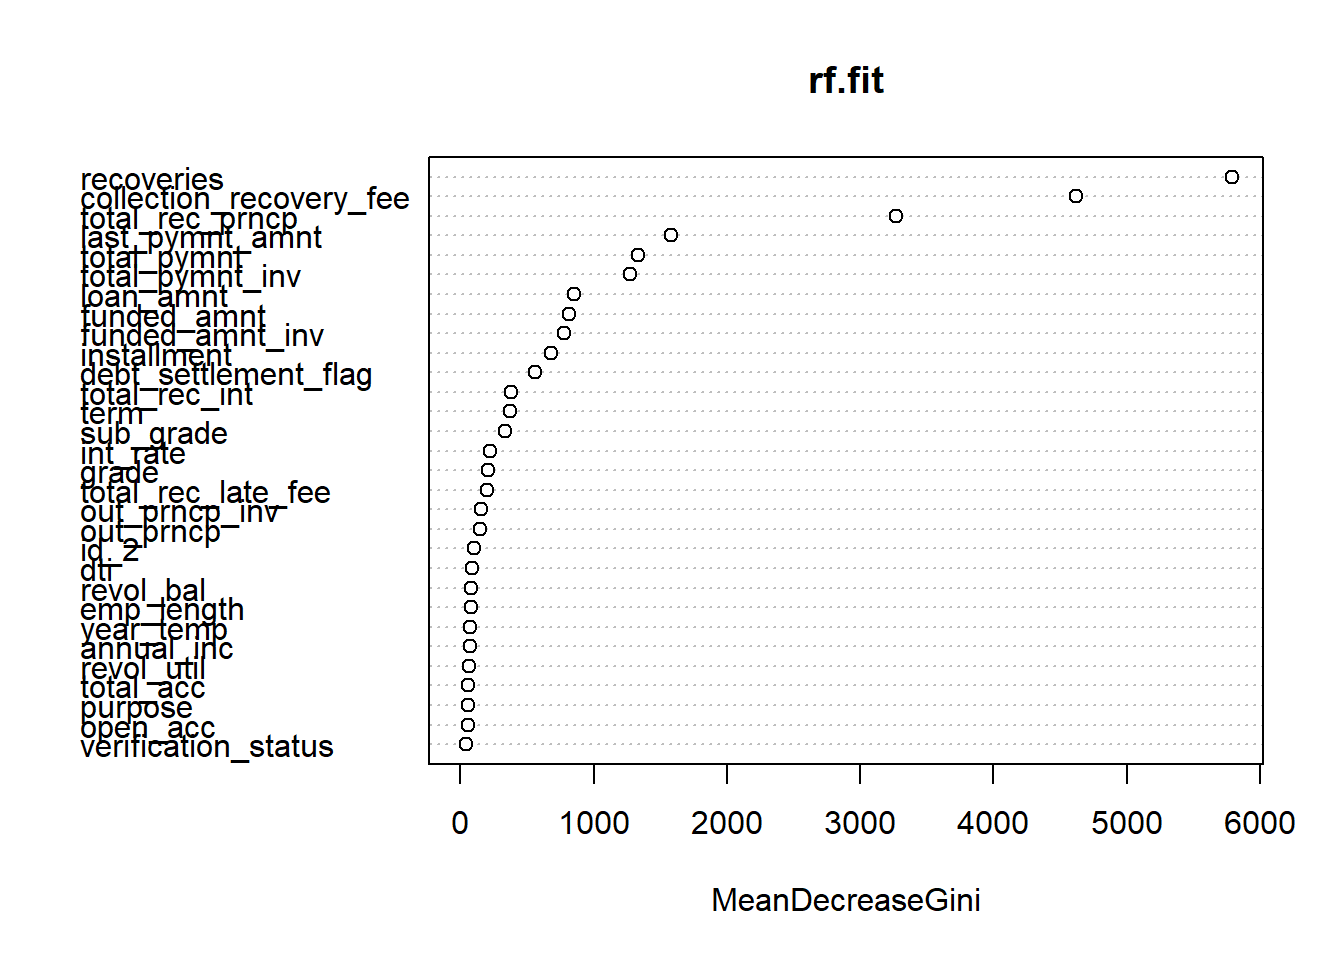 rf.fit
recoveries
collection_recovery_fee
total_rec_prncp
last_pymnt_amnt
total_pymnt
total_pymnt_inv
loan_amnt
funded_amnt
funded_amnt_inv
installment
debt_settlement_flag
total_rec_int
term
sub_grade
int_rate
grade
total_rec_late_fee
out_prncp_inv
out_prncp
id_2
dti
revol_bal
emp_length
year_temp
annual_inc
revol_util
total_acc
purpose
open_acc
verification_status
0 1000 2000 3000 4000 5000 6000
MeanDecreaseGini